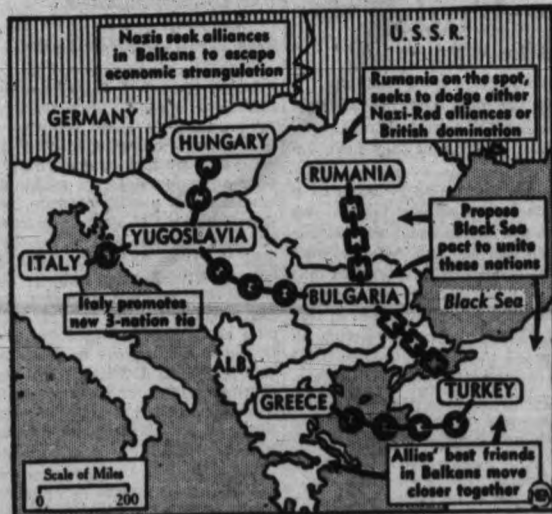 Nazis seek alliances
in Balkans to escape
economic strangulation
U.S.S.R.
GERMANY
Rumania on the spot,
seeks to dodge either
Nazi-Red alliances or
British domination
HUNGARY
RUMANIA
Propose
Black Sea
pact to unite
these nations
YUGOSLAVIA
ITALY
Italy promotes
new 3-nation tie
BULGARIA
Black Sea
ALB.
GREECE
TURKEY
Allies' best friends
in Balkans move
closer together
Scale of Miles
0 200